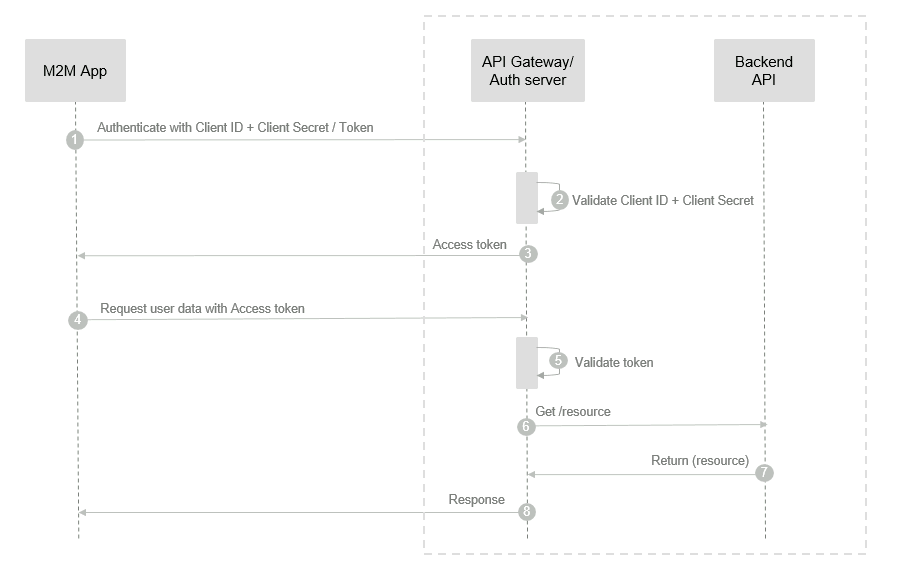 M2M App
API Gateway/
Auth server
Backend
API
Authenticate with Client ID + Client Secret / Token
1
2
Validate Client ID + Client Secret
Access token
3
Request user data with Access token
4
5
Validate token
Get /resource
6
Return (resource)
7
Response
8